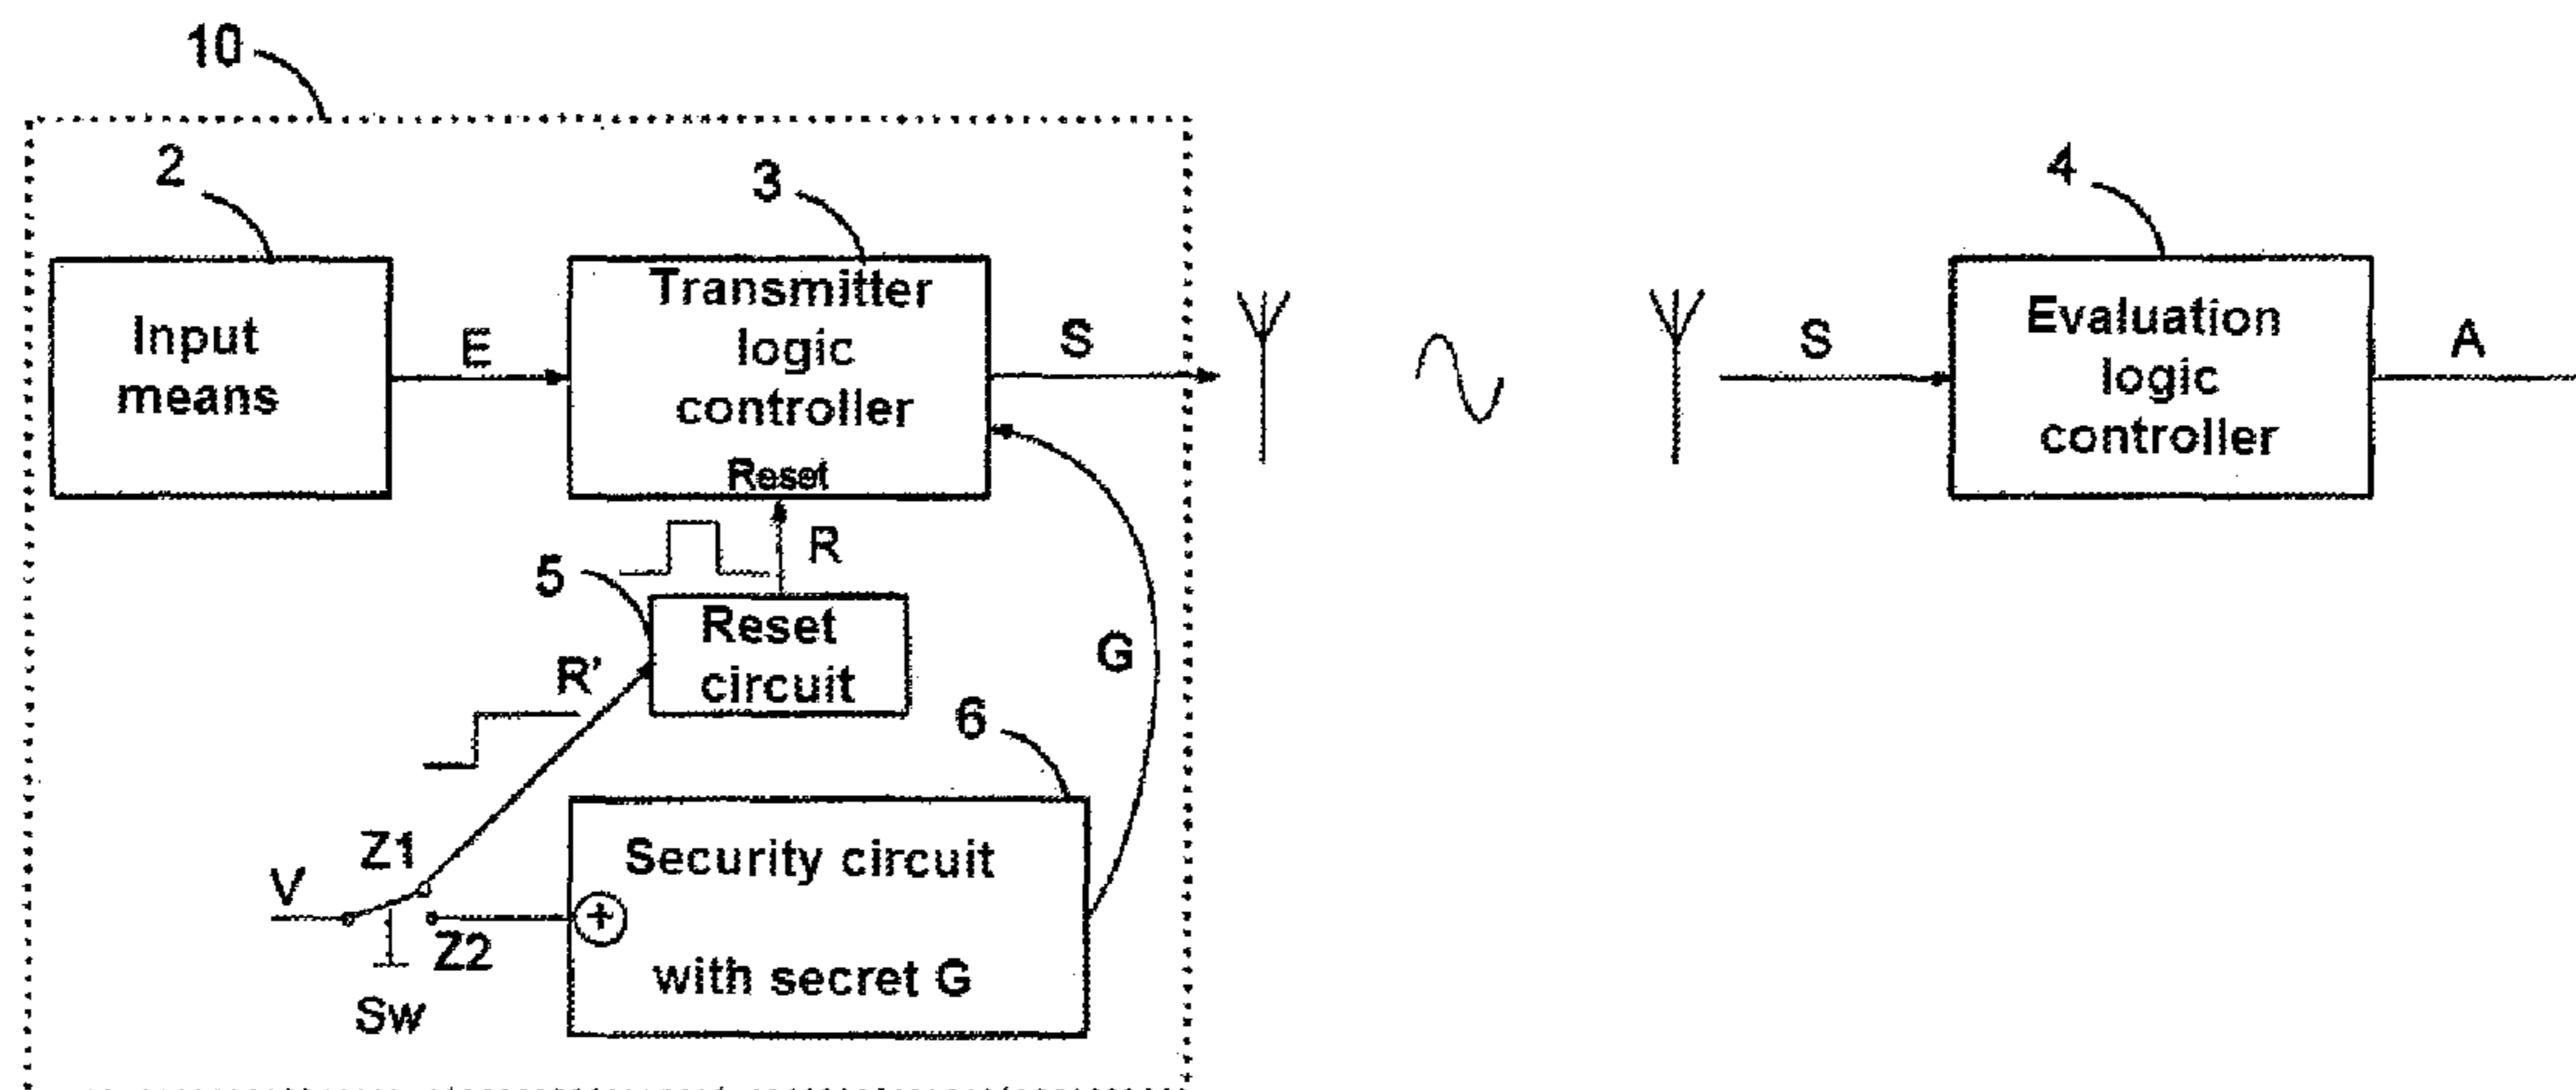 10
2
3
4
Input
means
E
Transmitter
logic
controller
Reset
S
S
Evaluation
logic
controller
A
R
5
Reset
circuit
R'
G
6
Z1
V
Z2
Sw
+
Security circuit
with secret G